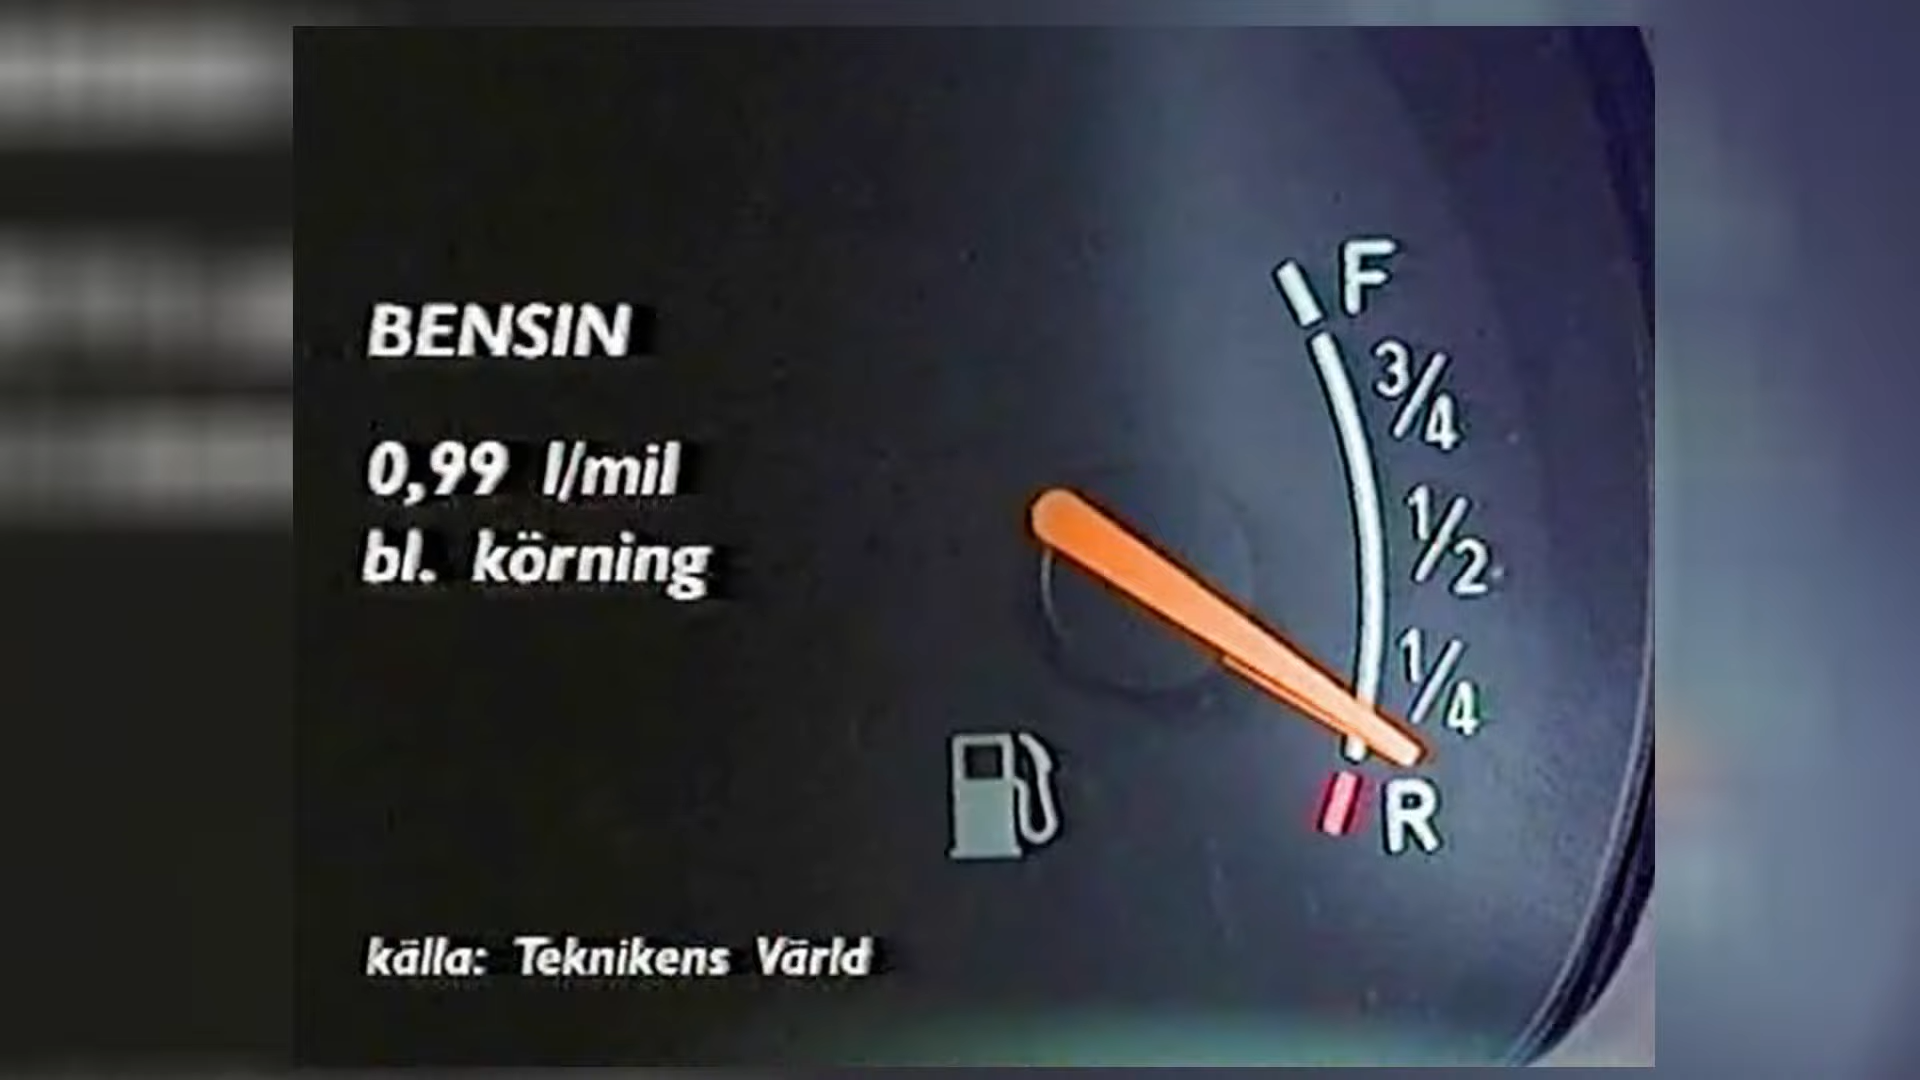 BENSIN
0,99 l/mil
bl. körning
källa: Teknikens Värld
F
3/4
1/2
1/4
R